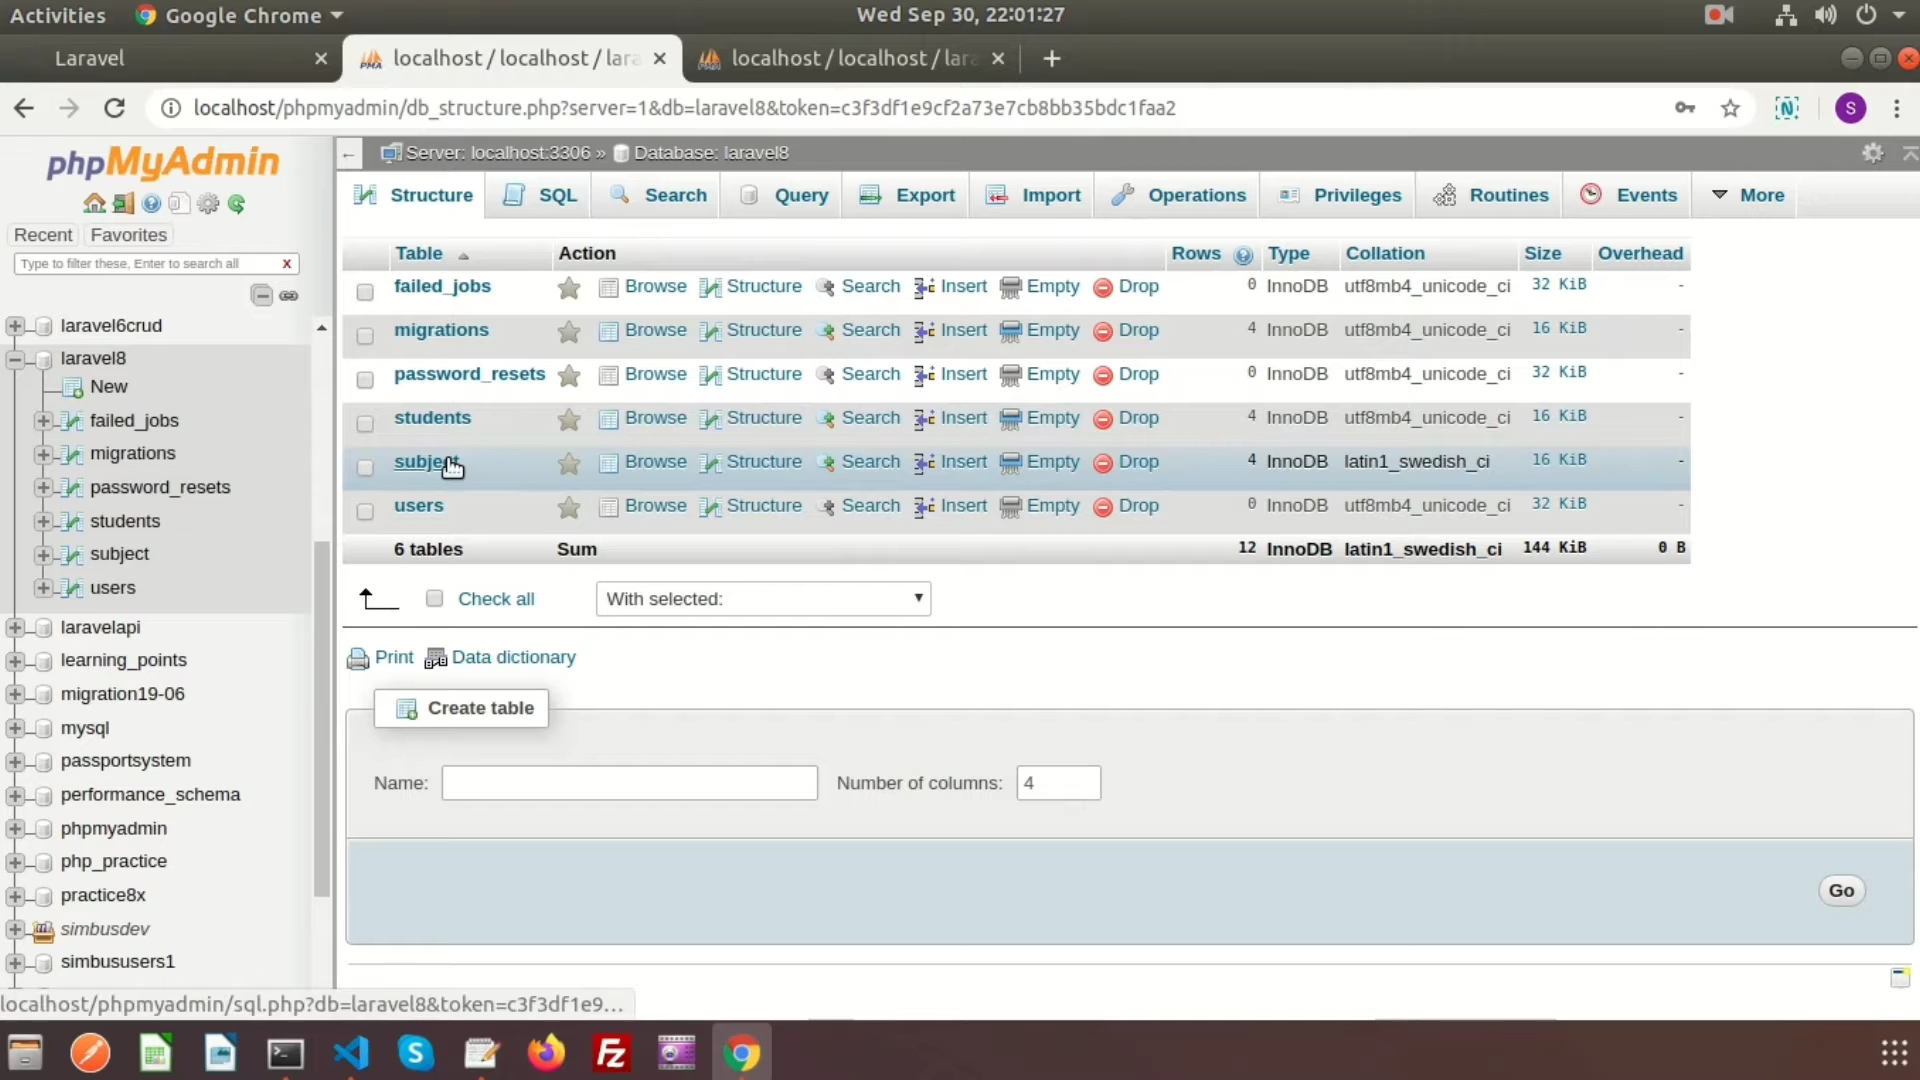 Activities
Google Chrome
Wed Sep 30, 22:01:27
Laravel
localhost / localhost / lara
localhost / localhost / lara
localhost/phpmyadmin/db_structure.php?server=1&db=laravel8&token=c3f3df1e9cf2a73e7cb8bb35bdc1faa2
S
phpMyAdmin
Recent Favorites
Type to filter these, Enter to search all X
laravel6crud
laravel8
New
failed_jobs
migrations
password_resets
students
subject
users
laravelapi
learning_points
migration19-06
mysql
passportsystem
performance_schema
phpmyadmin
php_practice
practice8x
simbusdev
simbususers1
Server: localhost:3306 » Database: laravel8
Structure SQL Search Query Export Import Operations Privileges Routines Events More
Table Action Rows Type Collation Size Overhead
failed_jobs Browse Structure Search Insert Empty Drop 0 InnoDB utf8mb4_unicode_ci 32 KiB -
migrations Browse Structure Search Insert Empty Drop 4 InnoDB utf8mb4_unicode_ci 16 KiB -
password_resets Browse Structure Search Insert Empty Drop 0 InnoDB utf8mb4_unicode_ci 32 KiB -
students Browse Structure Search Insert Empty Drop 4 InnoDB utf8mb4_unicode_ci 16 KiB -
subject Browse Structure Search Insert Empty Drop 4 InnoDB latin1_swedish_ci 16 KiB -
users Browse Structure Search Insert Empty Drop 0 InnoDB utf8mb4_unicode_ci 32 KiB -
6 tables Sum 12 InnoDB latin1_swedish_ci 144 KiB 0 B
Check all With selected:
Print Data dictionary
Create table
Name: Number of columns: 4
Go
localhost/phpmyadmin/sql.php?db=laravel8&token=c3f3df1e9...